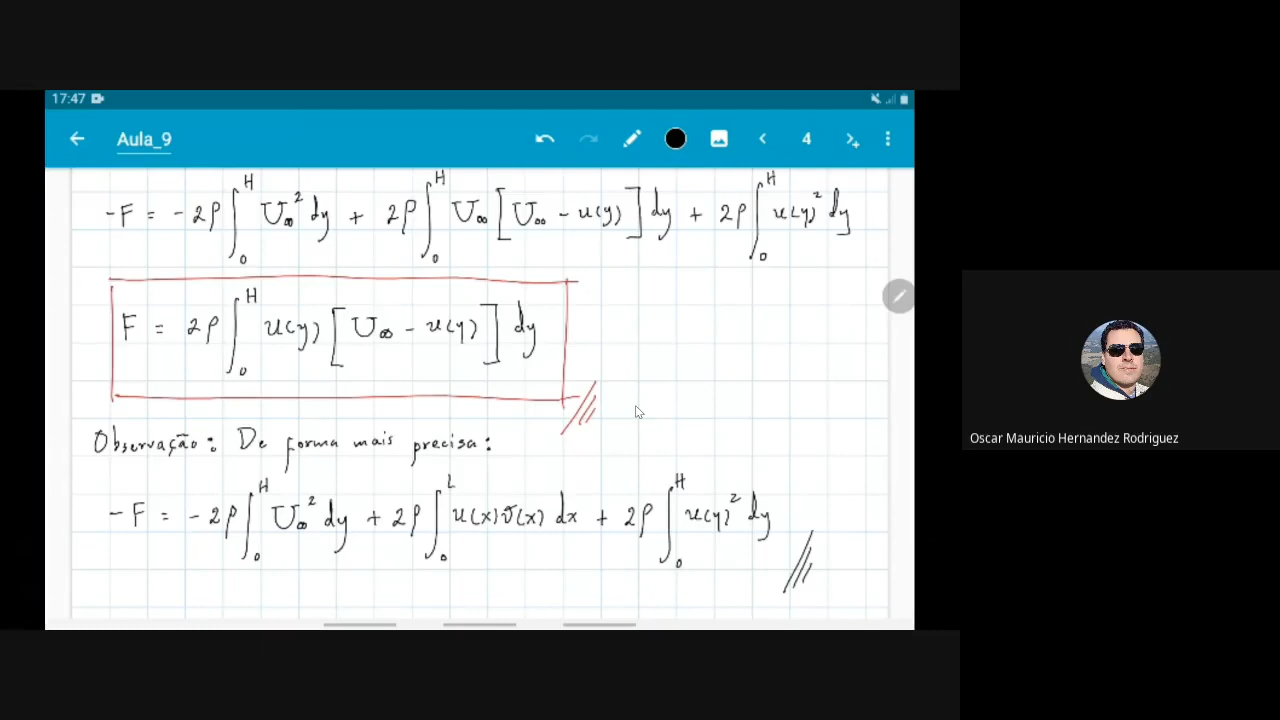 17:47
Aula_9
4
-F = -2ρ∫₀ᴴ U∞² dy + 2ρ∫₀ᴴ U∞ [U∞ - u(y)] dy + 2ρ∫₀ᴴ u(y)² dy
F = 2ρ∫₀ᴴ u(y) [U∞ - u(y)] dy
Observação: De forma mais precisa:
-F = -2ρ∫₀ᴴ U∞² dy + 2ρ∫₀ᴸ u(x)v(x) dx + 2ρ∫₀ᴴ u(y)² dy
Oscar Mauricio Hernandez Rodriguez